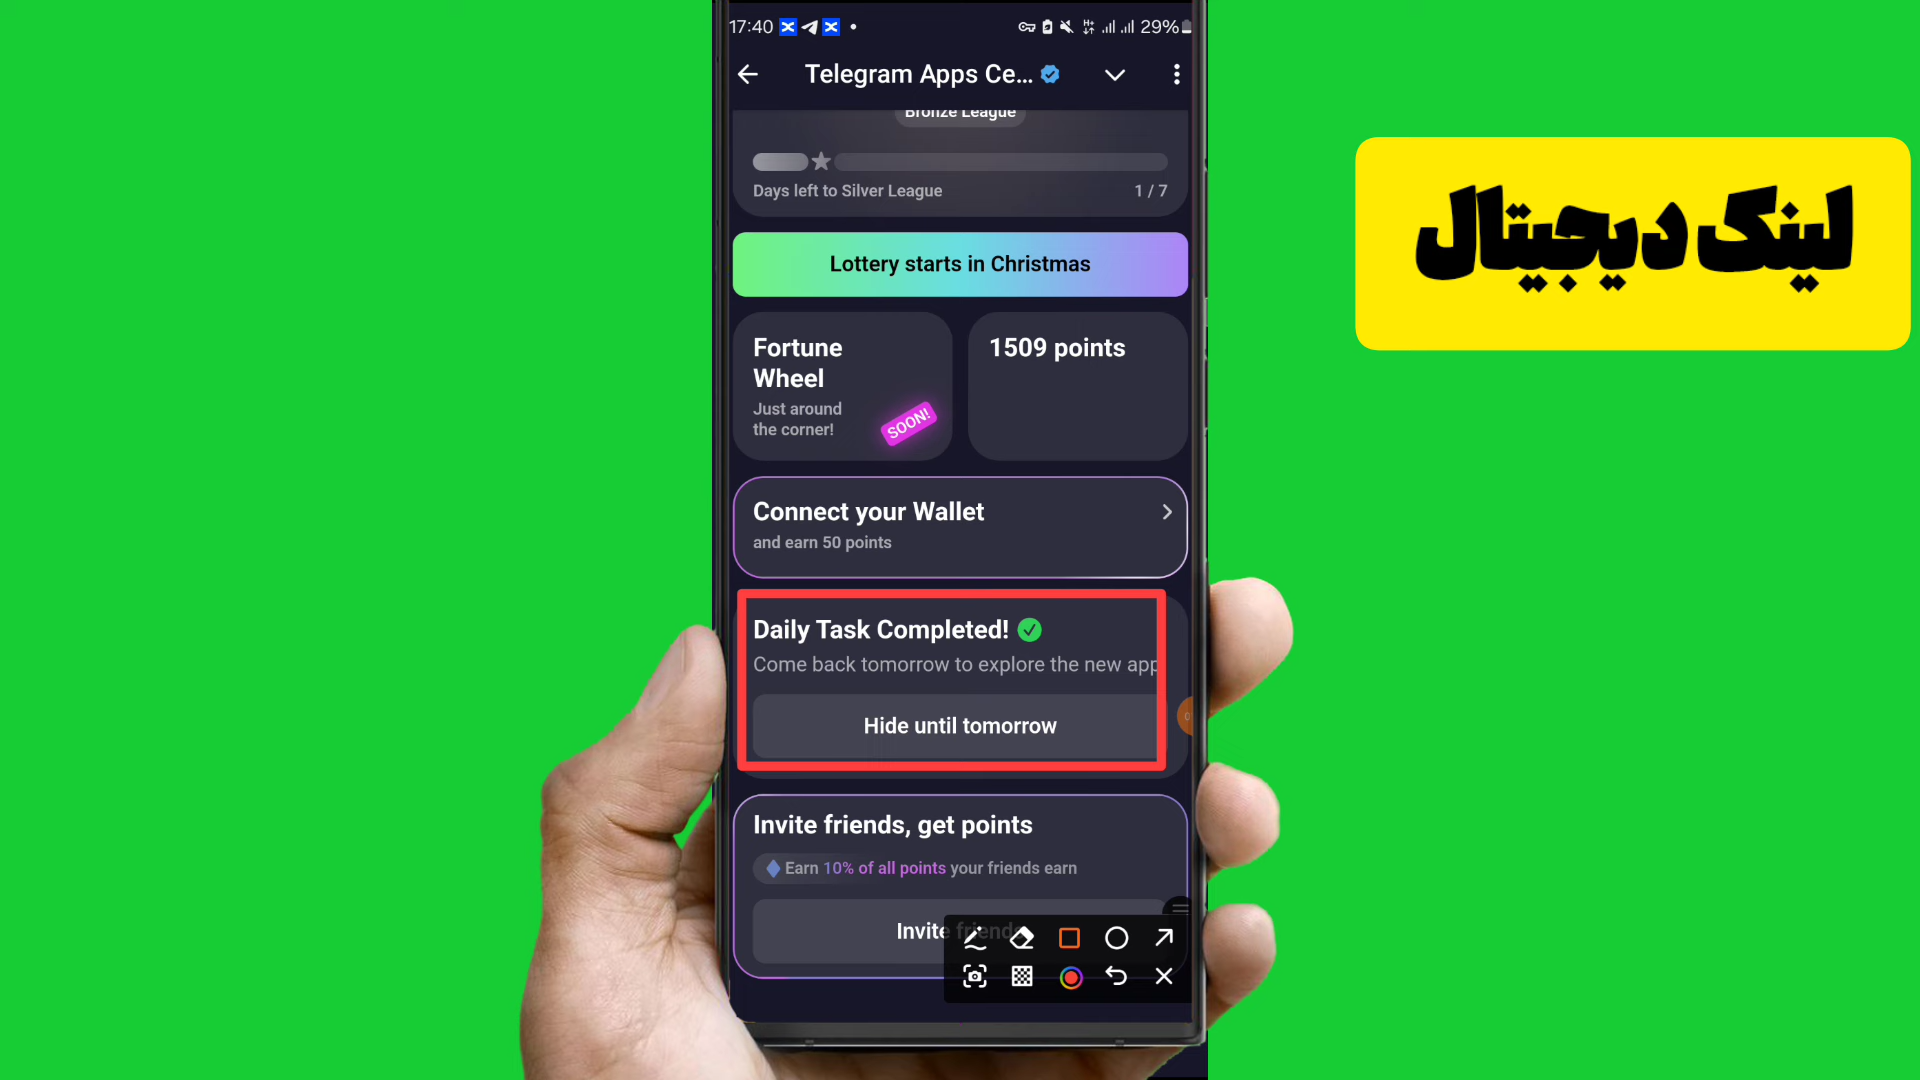 17:40
29%
Telegram Apps Ce...
Bronze League
Days left to Silver League
1 / 7
Lottery starts in Christmas
Fortune
Wheel
Just around
the corner!
SOON!
1509 points
Connect your Wallet
and earn 50 points
Daily Task Completed!
Come back tomorrow to explore the new app
Hide until tomorrow
Invite friends, get points
Earn 10% of all points your friends earn
Invite friends
لینک دیجیتال